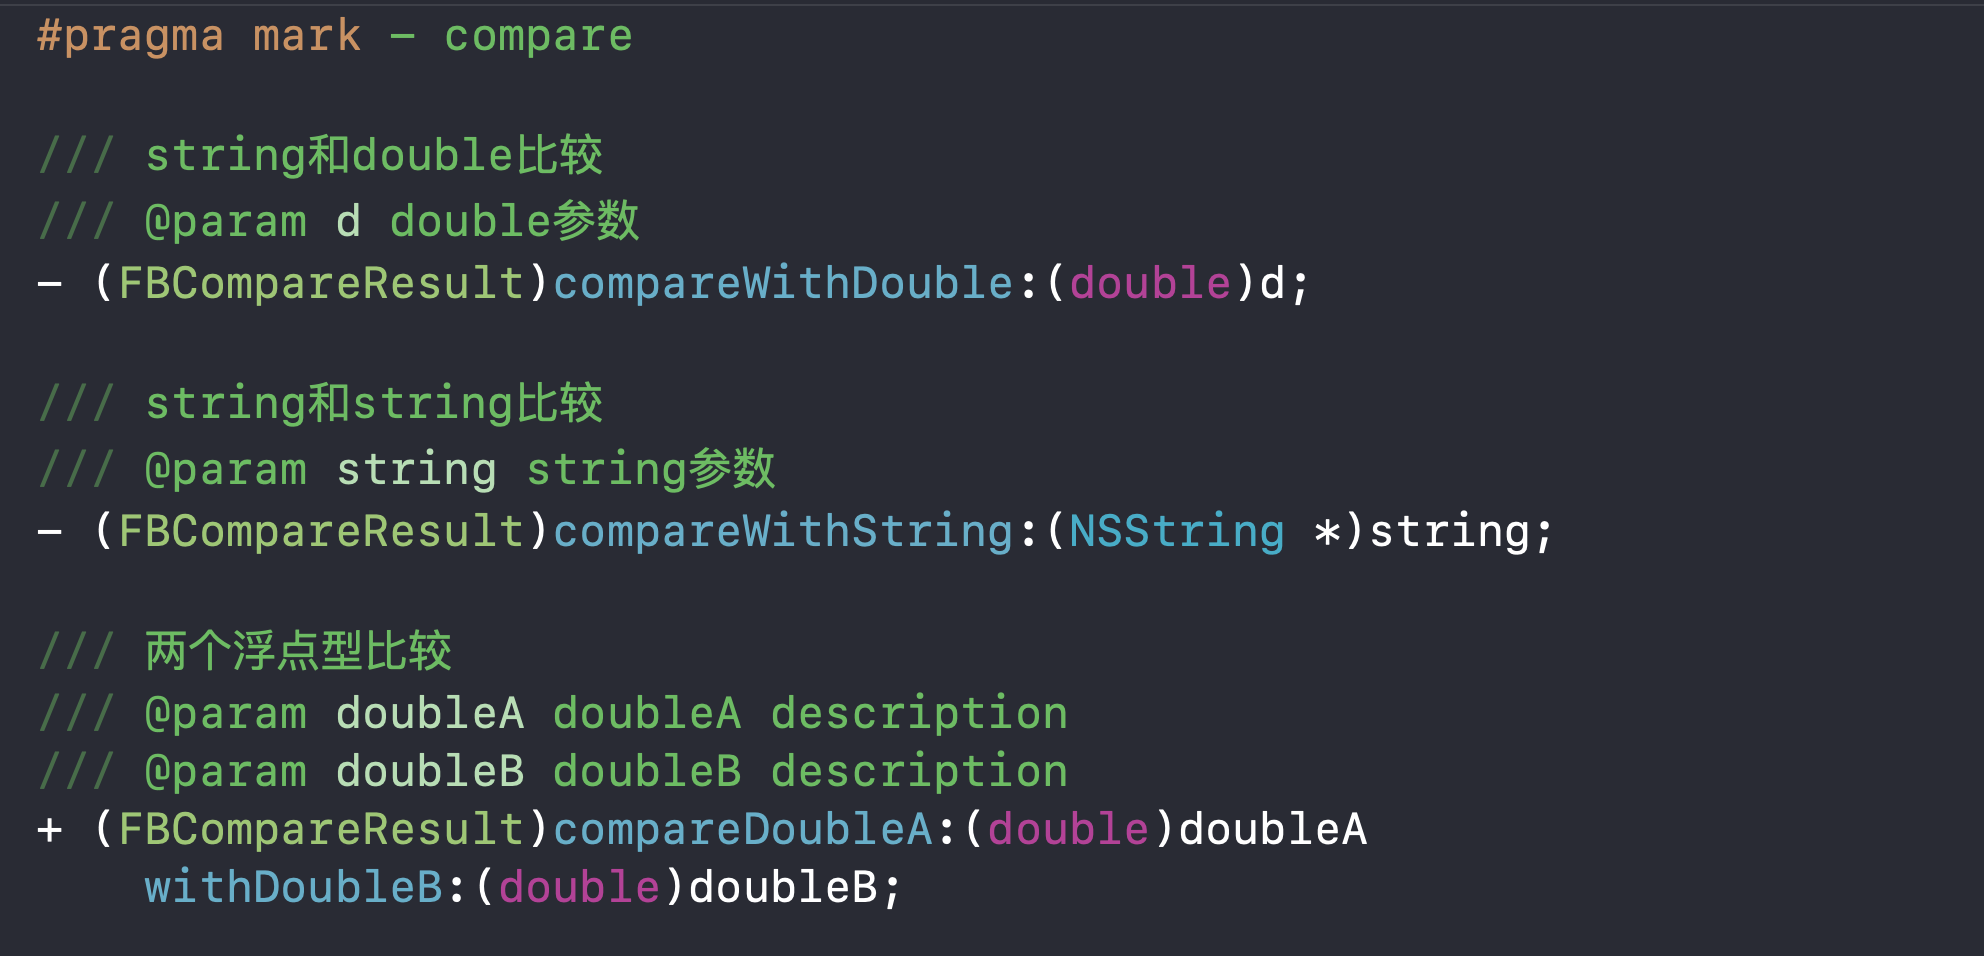 #pragma mark - compare
/// string和double比较
/// @param d double参数
- (FBCompareResult)compareWithDouble:(double)d;
/// string和string比较
/// @param string string参数
- (FBCompareResult)compareWithString:(NSString *)string;
/// 两个浮点型比较
/// @param doubleA doubleA description
/// @param doubleB doubleB description
+ (FBCompareResult)compareDoubleA:(double)doubleA
withDoubleB:(double)doubleB;